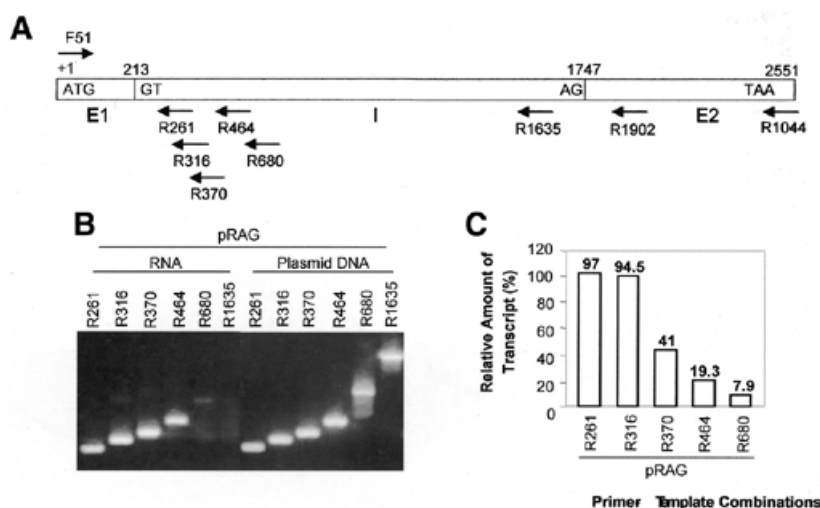 A
F51
+1 213 1747 2551
ATG GT AG TAA
E1 I E2
R261 R464 R1635 R1902 R1044
R316 R680
R370
B
pRAG
RNA Plasmid DNA
R261 R316 R370 R464 R680 R1635 R261 R316 R370 R464 R680 R1635
C
Relative Amount of
Transcript (%)
120
100
80
60
40
20
0
97 94.5 41 19.3 7.9
R261 R316 R370 R464 R680
pRAG
Primer Template Combinations